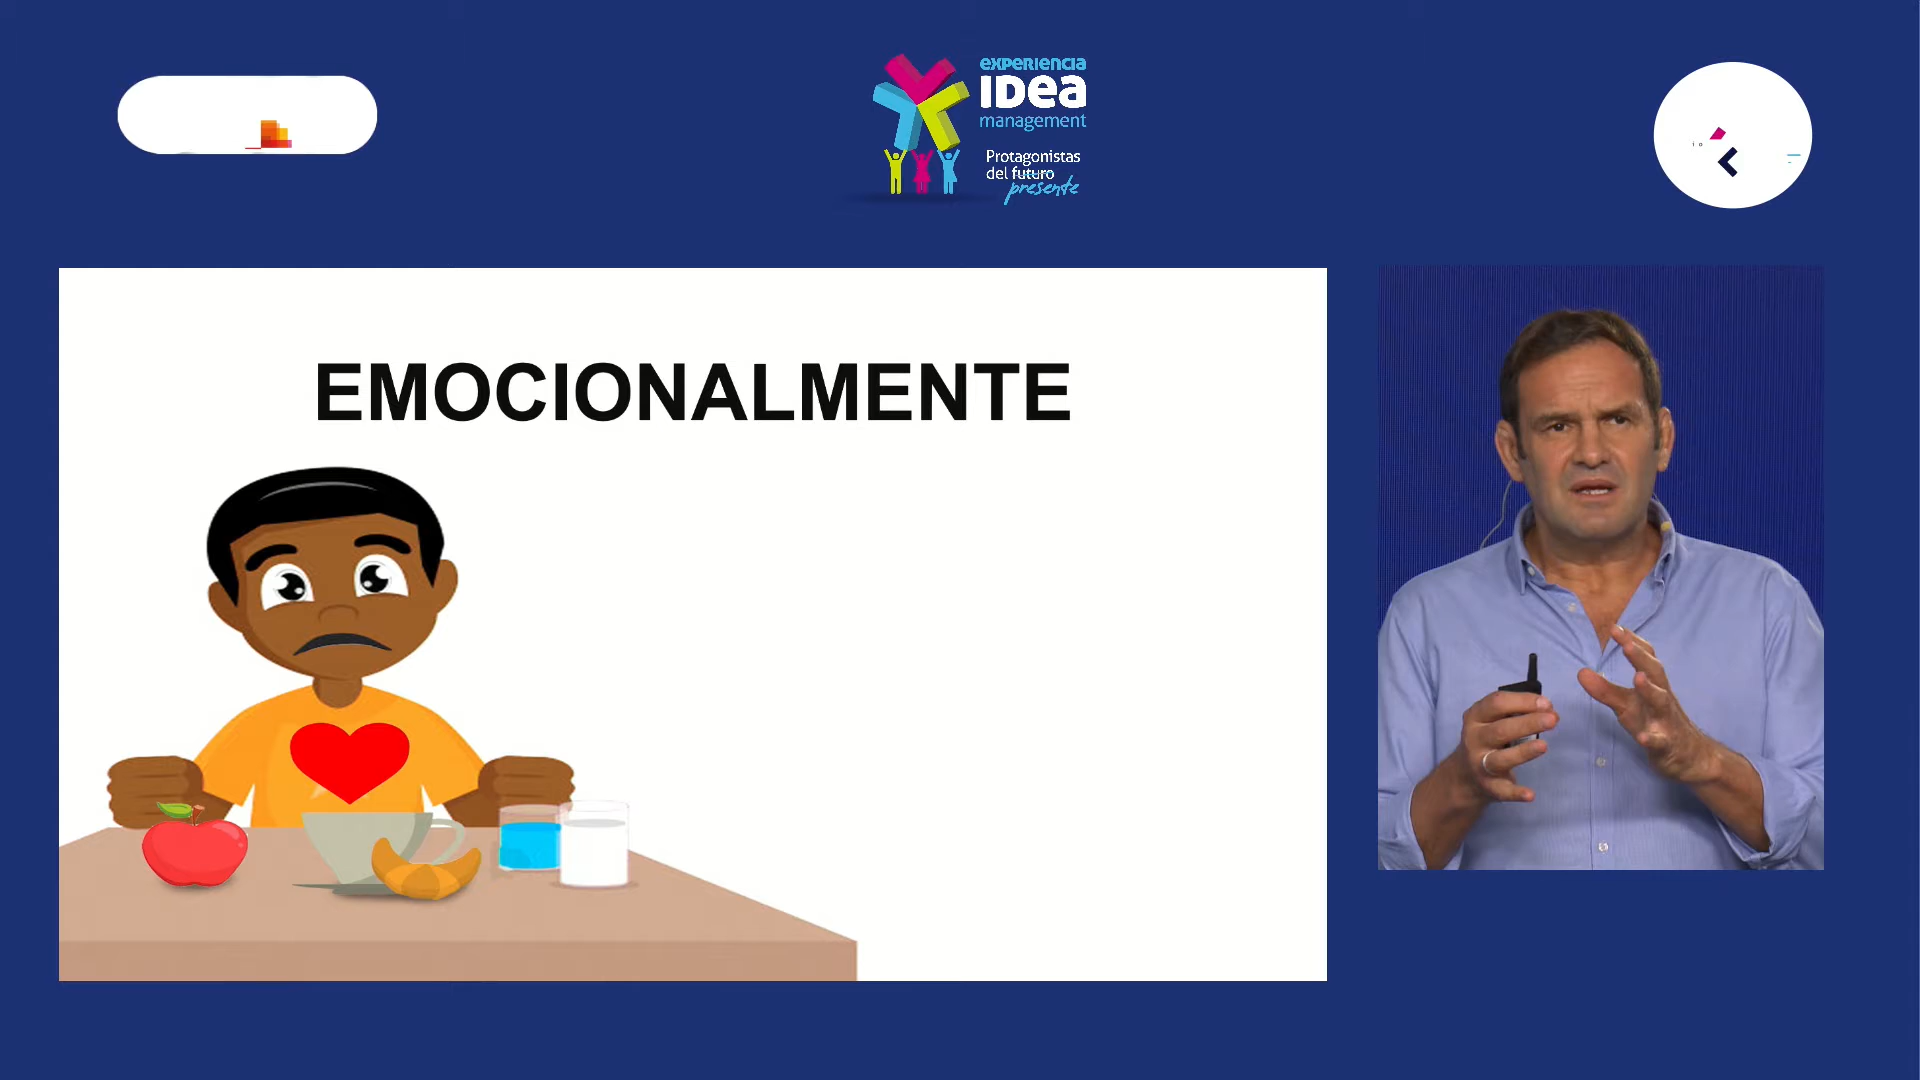 experiencia
IDEA
management
Protagonistas
del futuro
presente
EMOCIONALMENTE